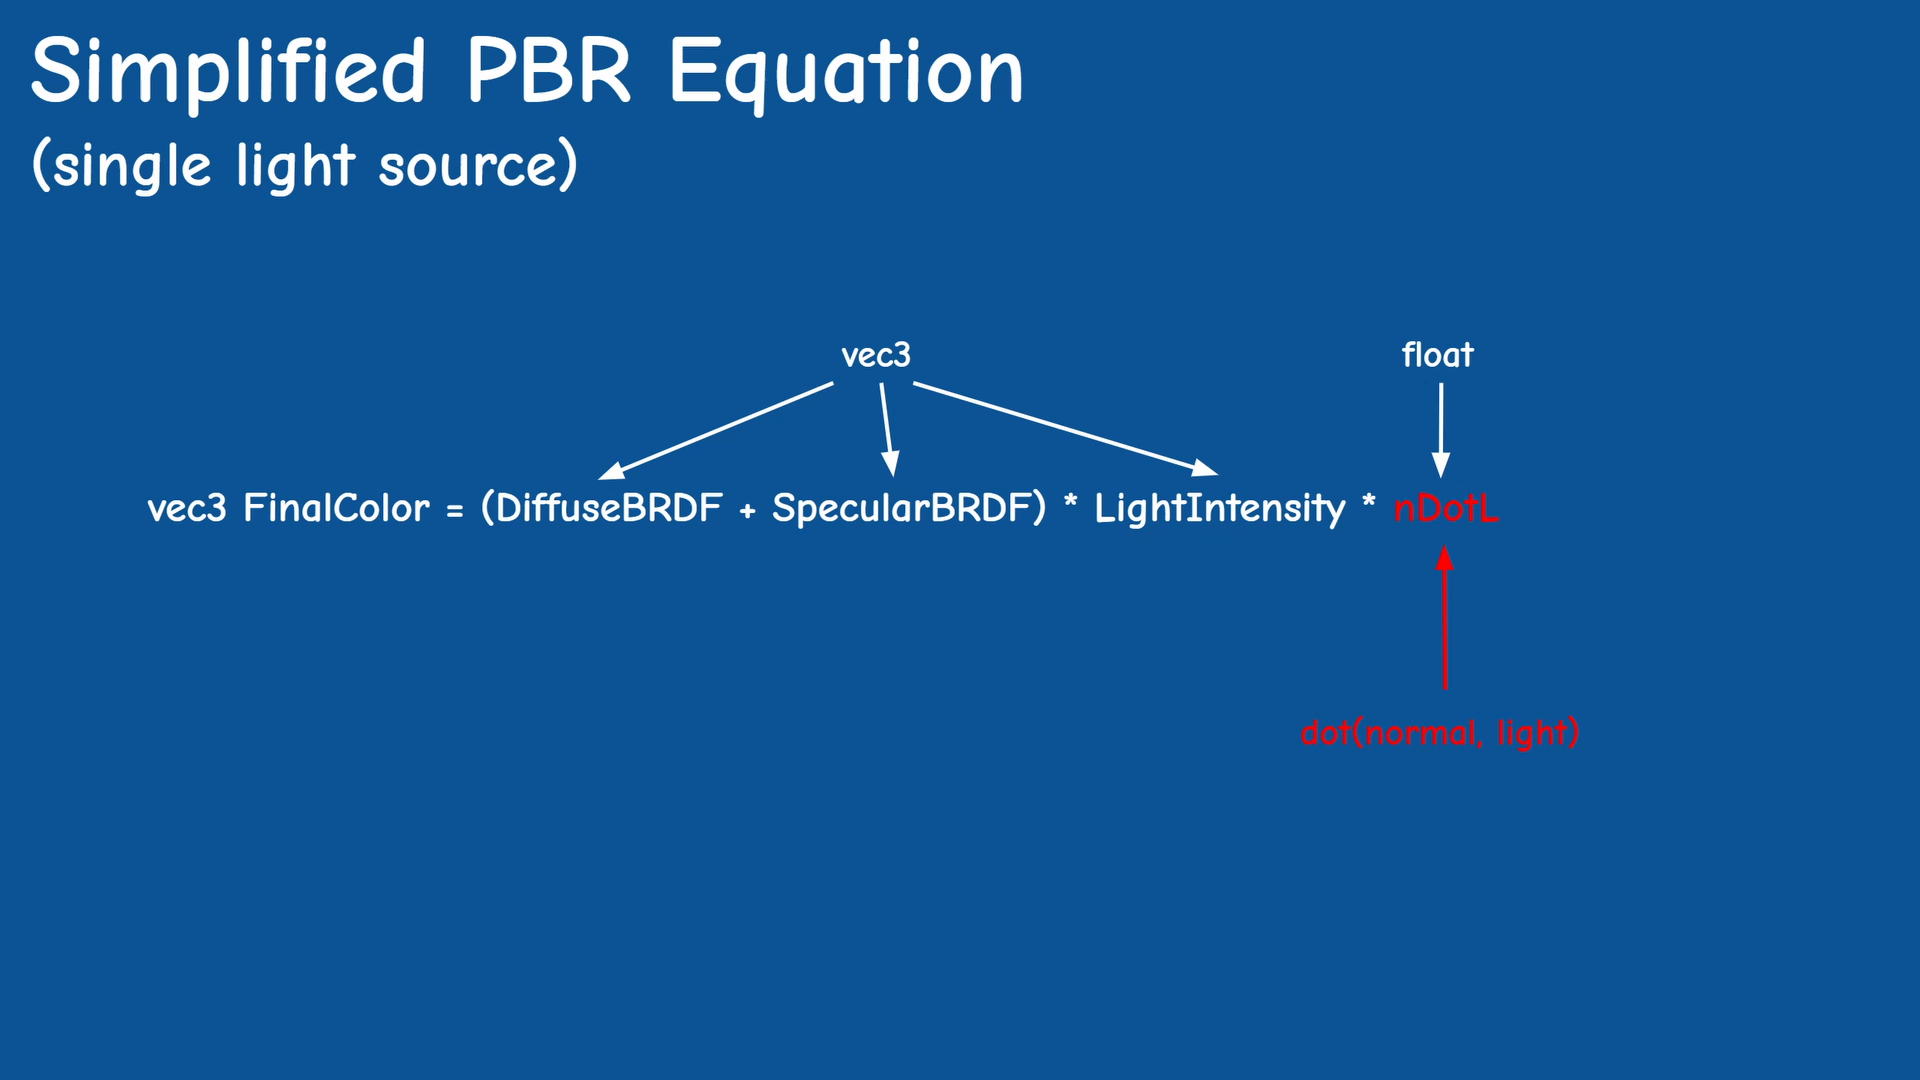 Simplified PBR Equation
(single light source)
vec3 float
vec3 FinalColor = (DiffuseBRDF + SpecularBRDF) * LightIntensity * nDotL
dot(normal, light)